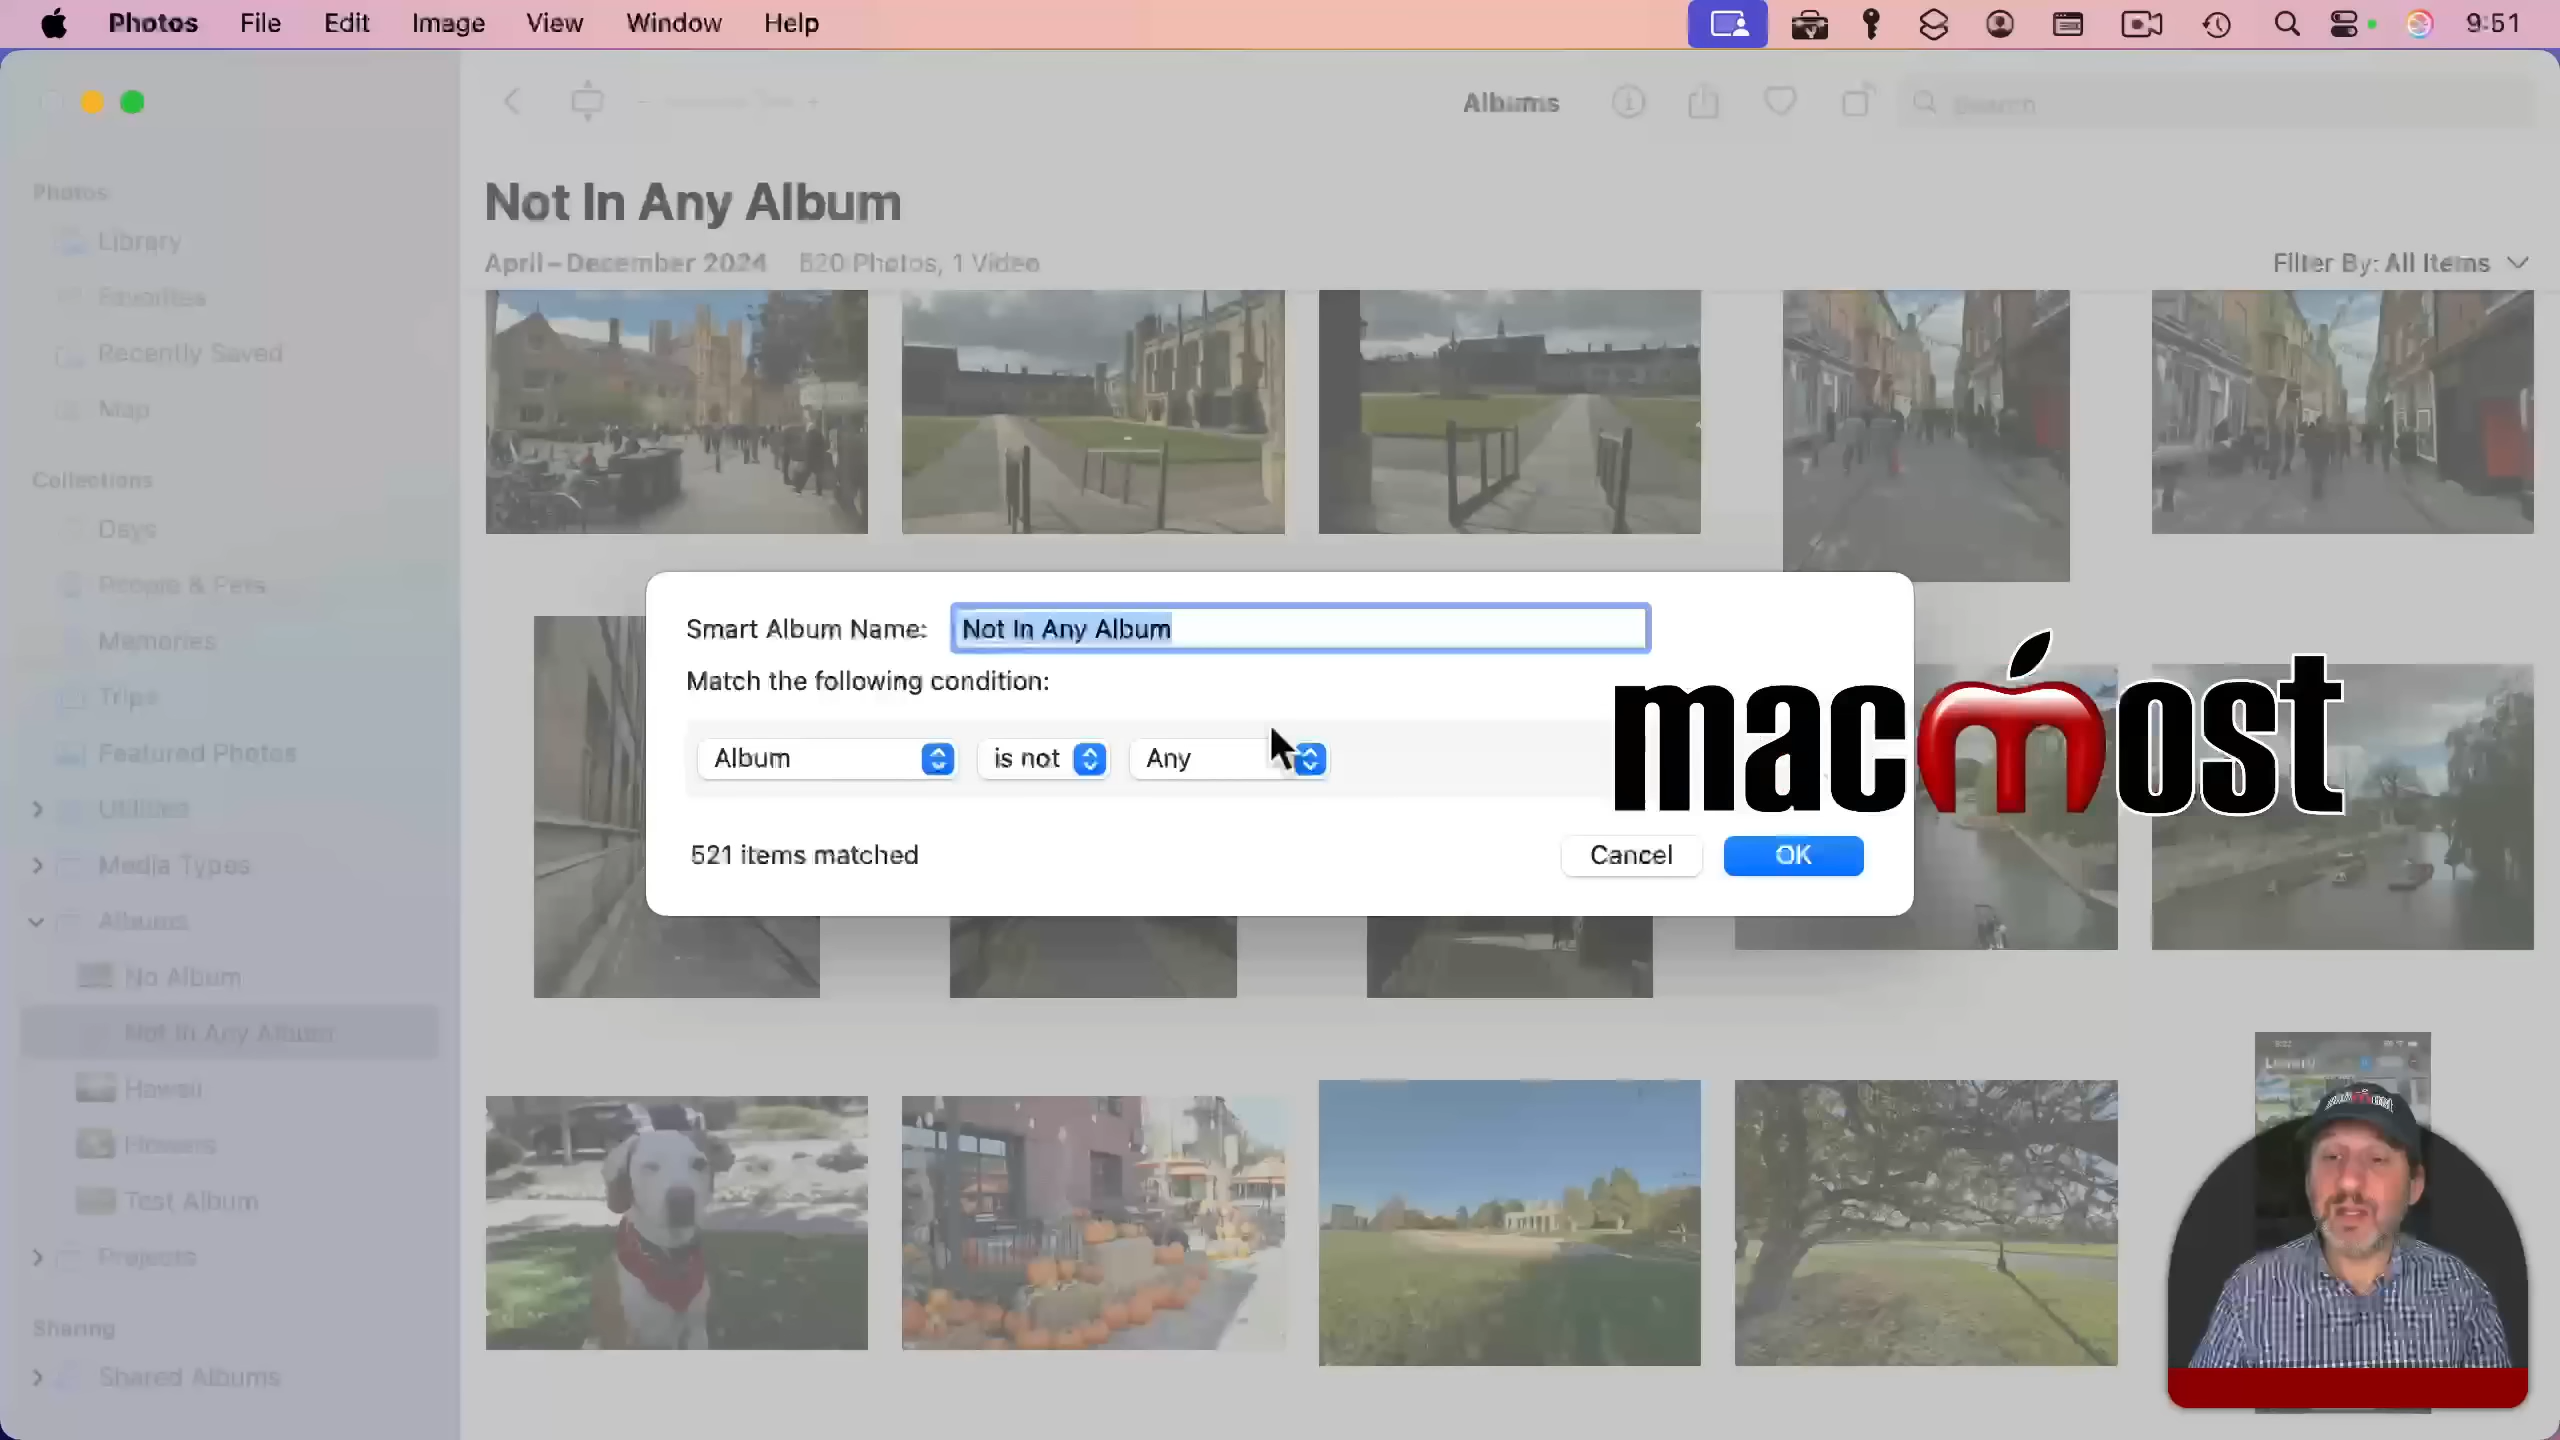 Photos File Edit Image View Window Help 9:51
Albums
Search
Not In Any Album
April – December 2024 520 Photos, 1 Video
Filter By: All Items
Photos
Library
Favorites
Recently Saved
Map
Collections
Days
People & Pets
Memories
Trips
Featured Photos
Utilities
Media Types
Albums
No Album
Not In Any Album
Hawaii
Flowers
Test Album
Projects
Sharing
Shared Albums
Smart Album Name: Not In Any Album
Match the following condition:
Album is not Any
521 items matched
Cancel OK
macmost
macmost